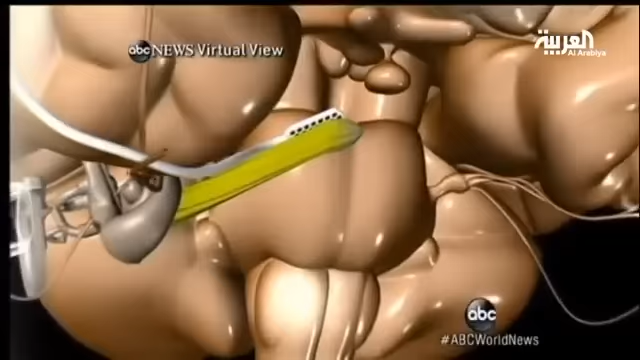 abc NEWS Virtual View
العربية
Al Arabiya
abc
#ABCWorldNews